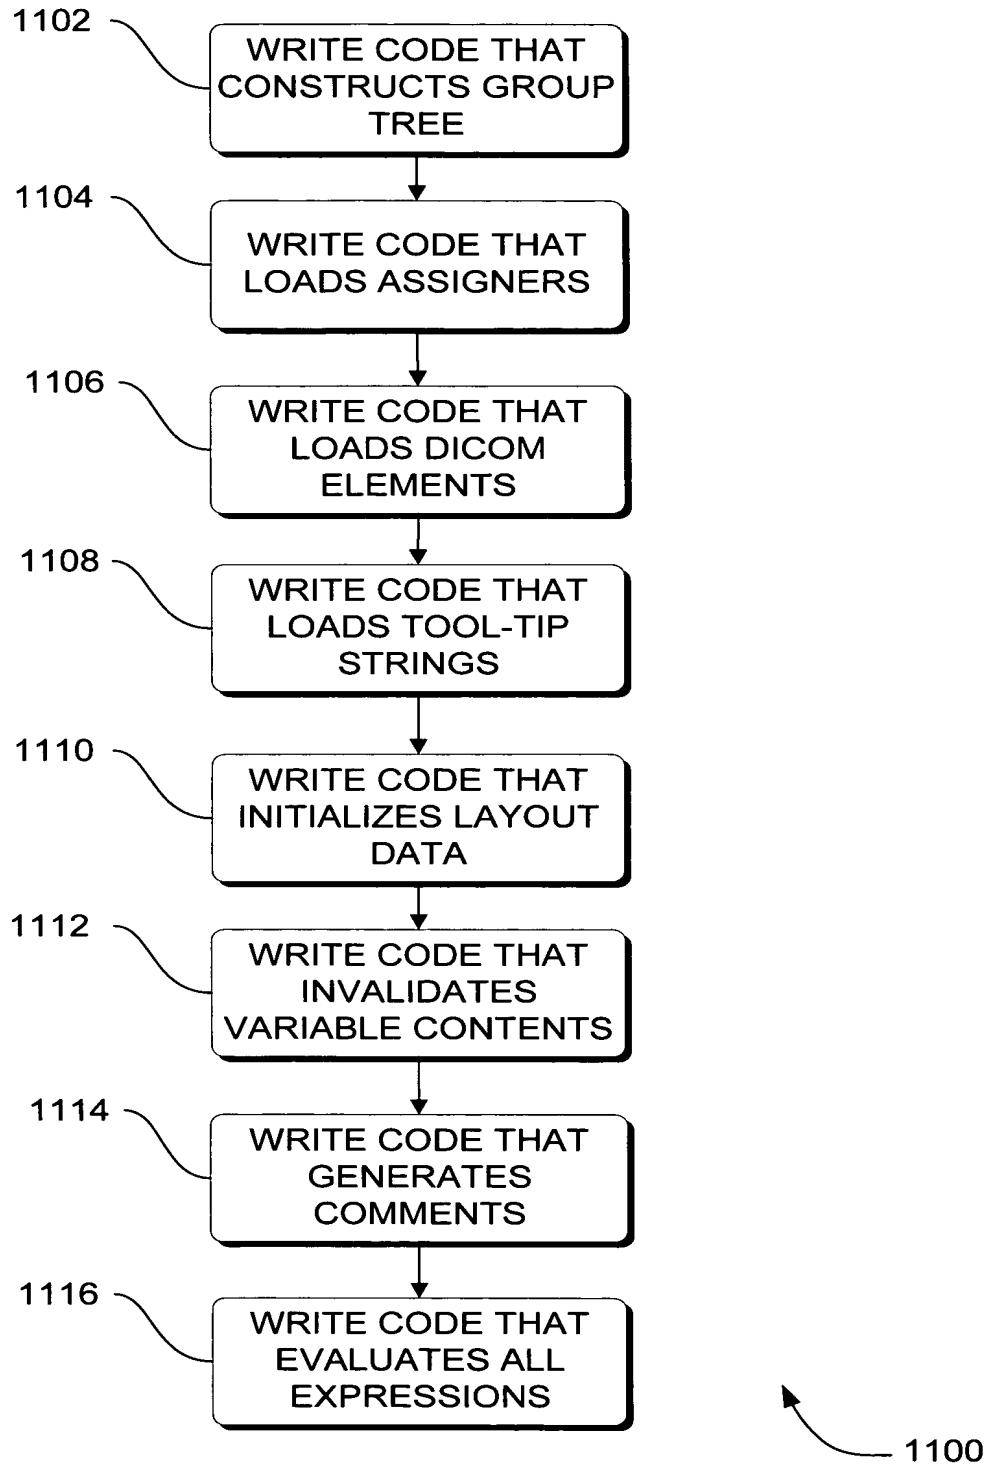 1102
WRITE CODE THAT
CONSTRUCTS GROUP
TREE
1104
WRITE CODE THAT
LOADS ASSIGNERS
1106
WRITE CODE THAT
LOADS DICOM
ELEMENTS
1108
WRITE CODE THAT
LOADS TOOL-TIP
STRINGS
1110
WRITE CODE THAT
INITIALIZES LAYOUT
DATA
1112
WRITE CODE THAT
INVALIDATES
VARIABLE CONTENTS
1114
WRITE CODE THAT
GENERATES
COMMENTS
1116
WRITE CODE THAT
EVALUATES ALL
EXPRESSIONS
1100